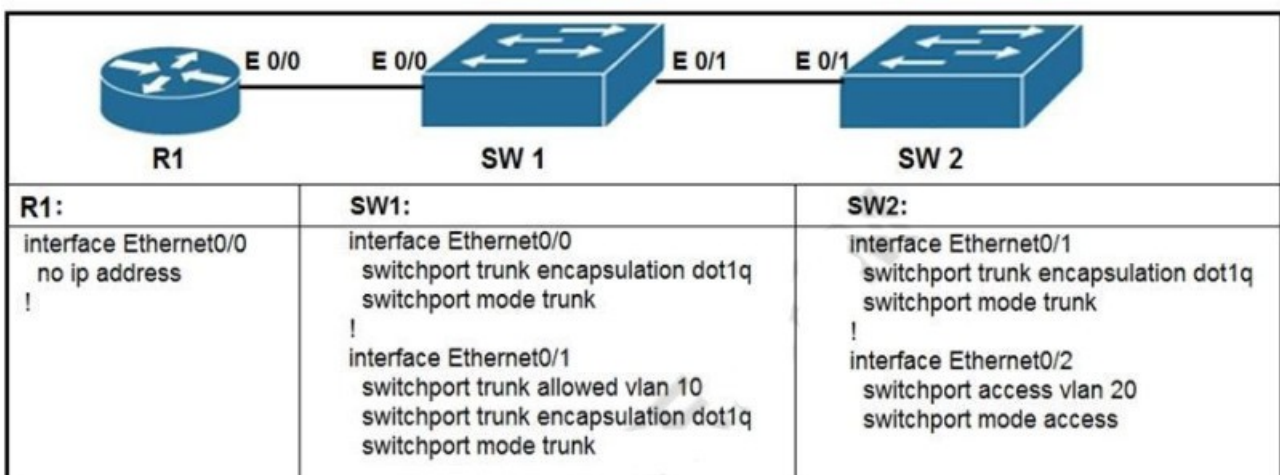 E 0/0
E 0/0
E 0/1
E 0/1
R1
SW 1
SW 2
R1:
interface Ethernet0/0
no ip address
!
SW1:
interface Ethernet0/0
switchport trunk encapsulation dot1q
switchport mode trunk
!
interface Ethernet0/1
switchport trunk allowed vlan 10
switchport trunk encapsulation dot1q
switchport mode trunk
SW2:
interface Ethernet0/1
switchport trunk encapsulation dot1q
switchport mode trunk
!
interface Ethernet0/2
switchport access vlan 20
switchport mode access